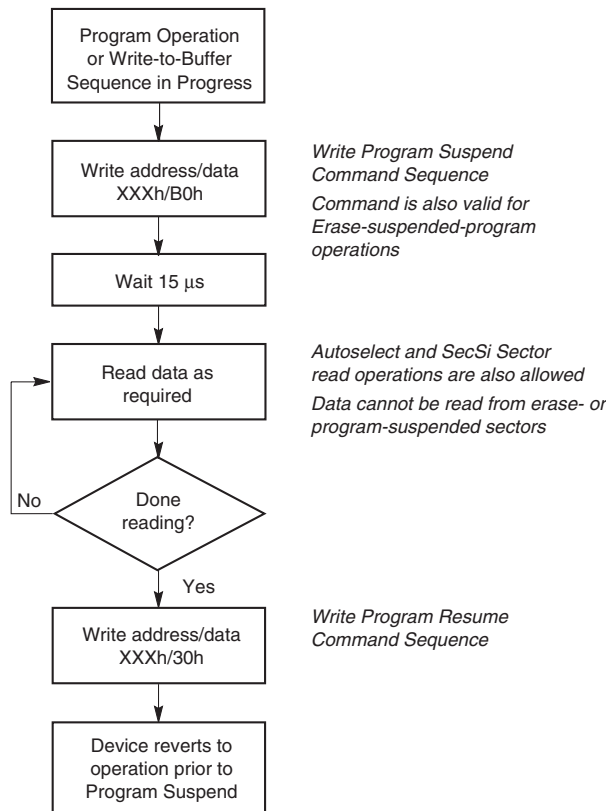 Program Operation
or Write-to-Buffer
Sequence in Progress
Write address/data
XXXh/B0h
Write Program Suspend
Command Sequence
Command is also valid for
Erase-suspended-program
operations
Wait 15 μs
Read data as
required
Autoselect and SecSi Sector
read operations are also allowed
Data cannot be read from erase- or
program-suspended sectors
No
Done
reading?
Yes
Write address/data
XXXh/30h
Write Program Resume
Command Sequence
Device reverts to
operation prior to
Program Suspend